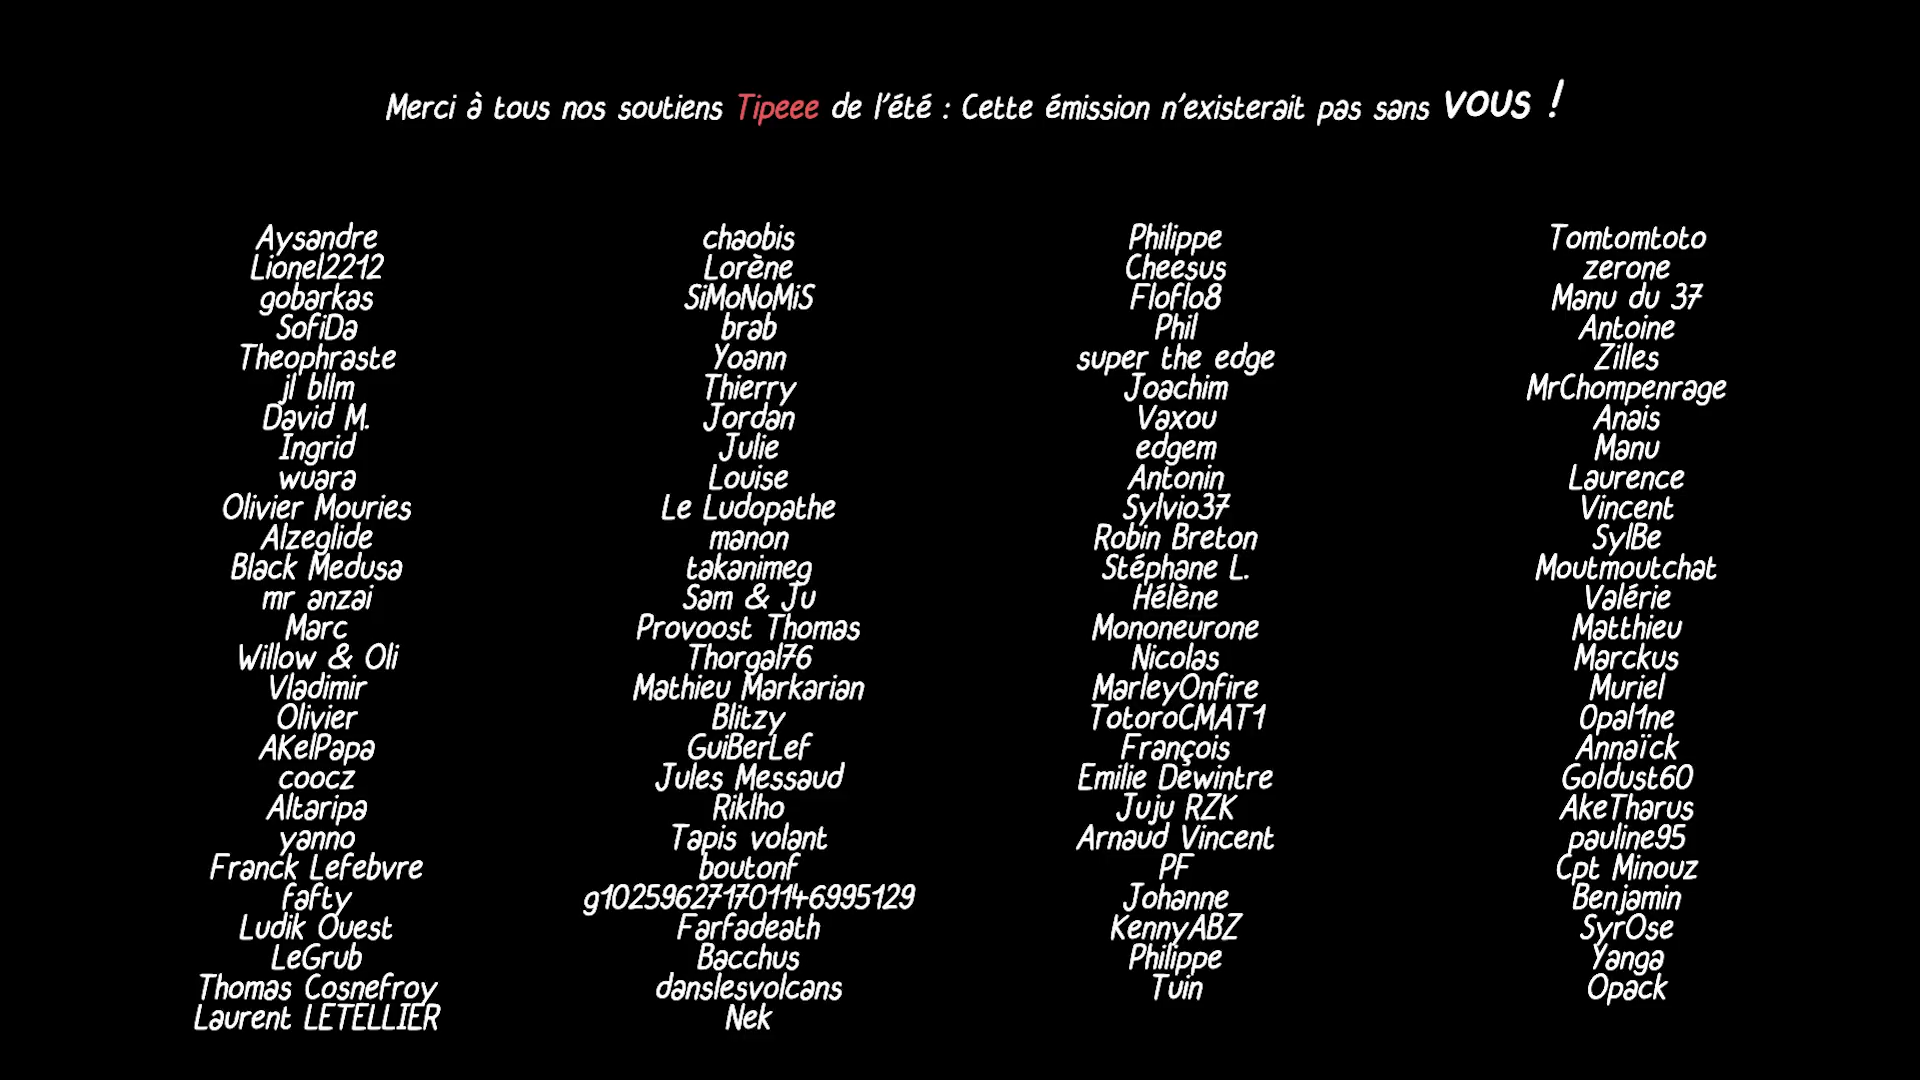 Merci à tous nos soutiens Tipeee de l'été : Cette émission n'existerait pas sans VOUS !
Aysandre
Lionel2212
gobarkas
SofiDa
Theophraste
jl bllm
David M.
Ingrid
wuara
Olivier Mouries
Alzeglide
Black Medusa
mr anzai
Marc
Willow & Oli
Vladimir
Olivier
AKelPapa
coocz
Altaripa
yanno
Franck Lefebvre
fafty
Ludik Ouest
LeGrub
Thomas Cosnefroy
Laurent LETELLIER
chaobis
Lorène
SiMoNoMiS
brab
Yoann
Thierry
Jordan
Julie
Louise
Le Ludopathe
manon
takanimeg
Sam & Ju
Provoost Thomas
Thorgal76
Mathieu Markarian
Blitzy
GuiBerLef
Jules Messaud
Riklho
Tapis volant
boutonf
g102596271701146995129
Farfadeath
Bacchus
danslesvolcans
Nek
Philippe
Cheesus
Floflo8
Phil
super the edge
Joachim
Vaxou
edgem
Antonin
Sylvio37
Robin Breton
Stéphane L.
Hélène
Mononeurone
Nicolas
MarleyOnfire
TotoroCMAT1
François
Emilie Dewintre
Juju RZK
Arnaud Vincent
PF
Johanne
KennyABZ
Philippe
Tuin
Tomtomtoto
zerone
Manu du 37
Antoine
Zilles
MrChompenrage
Anais
Manu
Laurence
Vincent
SylBe
Moutmoutchat
Valérie
Matthieu
Marckus
Muriel
Opal1ne
Annaïck
Goldust60
AkeTharus
pauline95
Cpt Minouz
Benjamin
SyrOse
Yanga
Opack